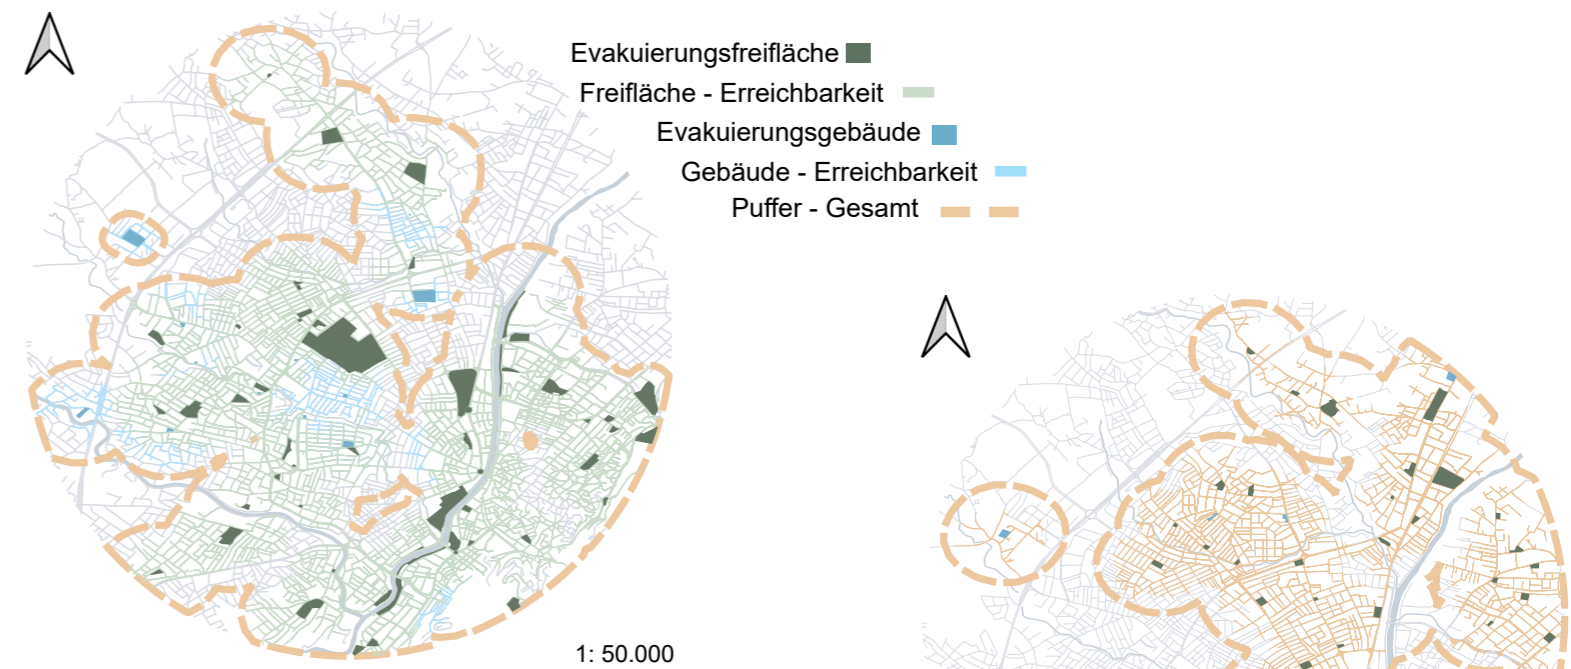 Evakuierungsfreifläche
Freifläche - Erreichbarkeit
Evakuierungsgebäude
Gebäude - Erreichbarkeit
Puffer - Gesamt
1: 50.000